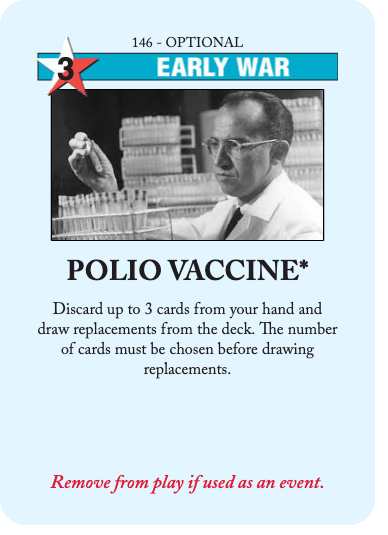 146 - OPTIONAL
3
EARLY WAR
POLIO VACCINE*
Discard up to 3 cards from your hand and
draw replacements from the deck. The number
of cards must be chosen before drawing
replacements.
Remove from play if used as an event.